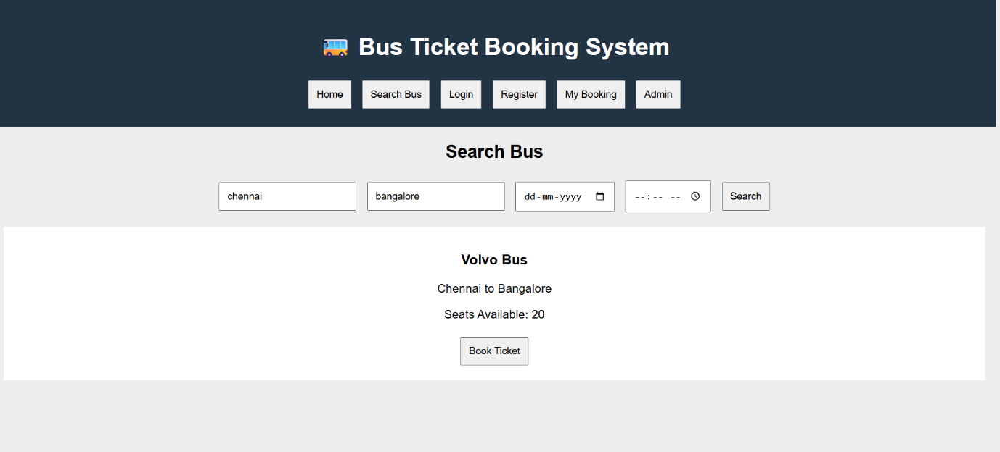 🚌 Bus Ticket Booking System
Home Search Bus Login Register My Booking Admin
Search Bus
chennai bangalore dd-mm-yyyy --:-- -- Search
Volvo Bus
Chennai to Bangalore
Seats Available: 20
Book Ticket